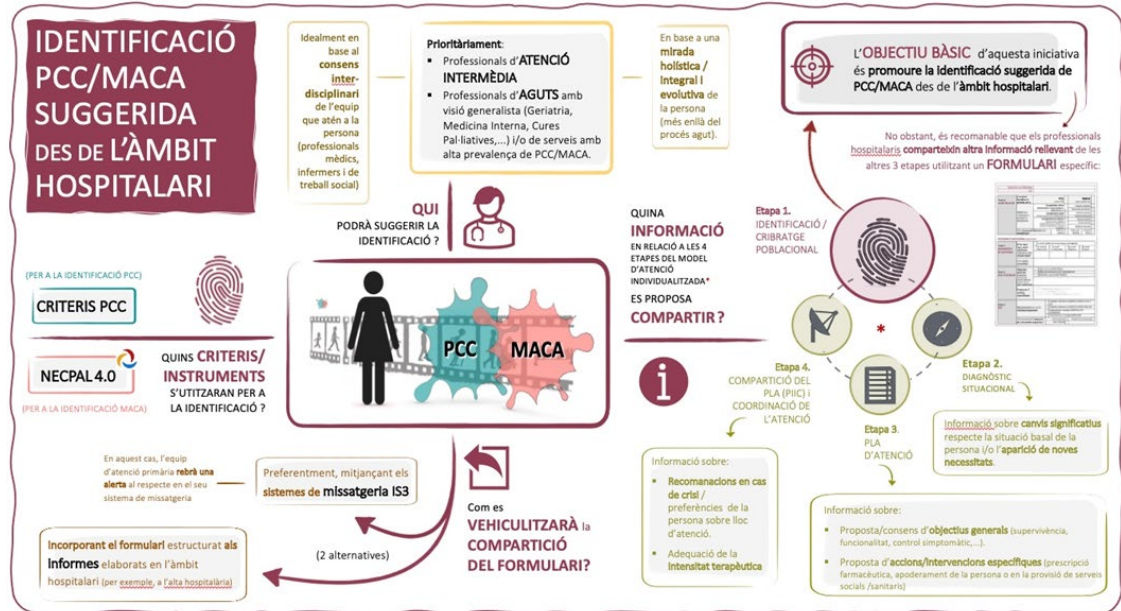 IDENTIFICACIÓ
PCC/MACA
SUGGERIDA
DES DE L'ÀMBIT
HOSPITALARI
Idealment en
base al
consens
inter-
disciplinari
de l'equip
que atén a la
persona
(professionals
mèdics,
infermers i de
treball social)
Prioritàriament:
▪ Professionals d'ATENCIÓ
INTERMÈDIA
▪ Professionals d'AGUTS amb
visió generalista (Geriatria,
Medicina Interna, Cures
Pal·liatives,...) i/o de serveis amb
alta prevalença de PCC/MACA.
En base a una
mirada
holística /
integral i
evolutiva de
la persona
(més enllà del
procés agut).
QUI
PODRÀ SUGGERIR LA
IDENTIFICACIÓ ?
L'OBJECTIU BÀSIC d'aquesta iniciativa
és promoure la identificació suggerida de
PCC/MACA des de l'àmbit hospitalari.
No obstant, és recomanable que els professionals
hospitalaris comparteixin altra informació rellevant de les
altres 3 etapes utilitzant un FORMULARI específic:
(PER A LA IDENTIFICACIÓ PCC)
CRITERIS PCC
NECPAL 4.0
(PER A LA IDENTIFICACIÓ MACA)
QUINS CRITERIS/
INSTRUMENTS
S'UTITZARAN PER A
LA IDENTIFICACIÓ ?
PCC
MACA
QUINA
INFORMACIÓ
EN RELACIÓ A LES 4
ETAPES DEL MODEL
D'ATENCIÓ
INDIVIDUALITZADA*
ES PROPOSA
COMPARTIR ?
Etapa 1.
IDENTIFICACIÓ /
CRIBRATGE
POBLACIONAL
*
Etapa 2.
DIAGNÒSTIC
SITUACIONAL
Informació sobre canvis significatius
respecte la situació basal de la
persona i/o l'aparició de noves
necessitats.
Etapa 3.
PLA
D'ATENCIÓ
Informació sobre:
▪ Proposta/consens d'objectius generals (supervivència,
funcionalitat, control simptomàtic,...).
▪ Proposta d'accions/intervencions específiques (prescripció
farmacèutica, apoderament de la persona o en la provisió de serveis
socials /sanitaris)
Etapa 4.
COMPARTICIÓ DEL
PLA (PIIC) i
COORDINACIÓ DE
L'ATENCIÓ
Informació sobre:
▪ Recomanacions en cas
de crisi /
preferències de la
persona sobre lloc
d'atenció.
▪ Adequació de la
intensitat terapèutica
i
Com es
VEHICULITZARÀ la
COMPARTICIÓ
DEL FORMULARI?
(2 alternatives)
Preferentment, mitjançant els
sistemes de missatgeria IS3
En aquest cas, l'equip
d'atenció primària rebrà una
alerta al respecte en el seu
sistema de missatgeria
Incorporant el formulari estructurat als
Informes elaborats en l'àmbit
hospitalari (per exemple, a l'alta hospitalària)